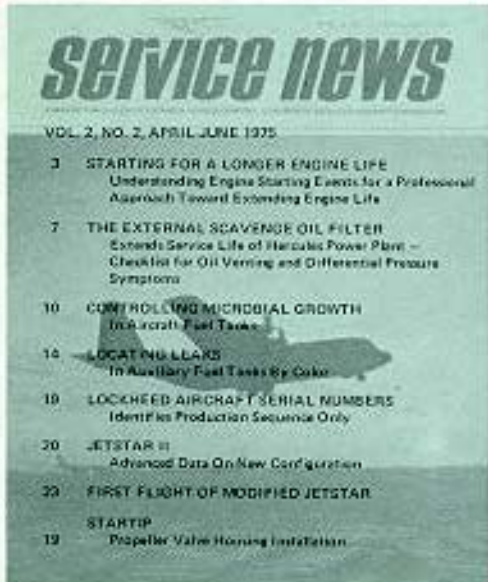 service news
VOL. 2, NO. 2, APRIL JUNE 1975
3 STARTING FOR A LONGER ENGINE LIFE
Understanding Engine Starting Events for a Professional
Approach Toward Extending Engine Life
7 THE EXTERNAL SCAVENGE OIL FILTER
Extends Service Life of Hercules Power Plant —
Checklist for Oil Venting and Differential Pressure
Symptoms
10 CONTROLLING MICROBIAL GROWTH
In Aircraft Fuel Tanks
14 LOCATING LEAKS
In Auxiliary Fuel Tanks By Color
19 LOCKHEED AIRCRAFT SERIAL NUMBERS
Identifies Production Sequence Only
20 JETSTAR II
Advanced Data On New Configuration
23 FIRST FLIGHT OF MODIFIED JETSTAR
STARTIP
19 Propeller Valve Housing Installation